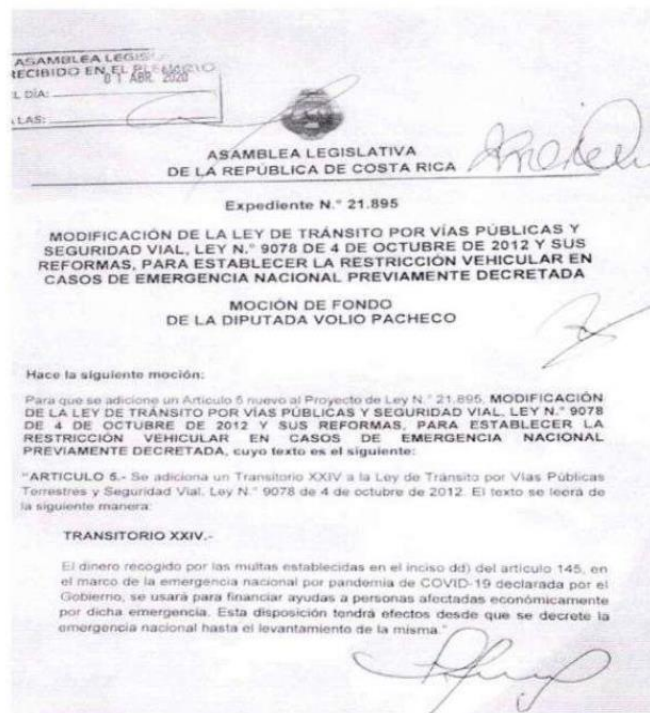 ASAMBLEA LEGIS
RECIBIDO EN EL PLENARIO
01 ABR. 2020
L DÍA:
A LAS:
ASAMBLEA LEGISLATIVA
DE LA REPÚBLICA DE COSTA RICA
Expediente N.° 21.895
MODIFICACIÓN DE LA LEY DE TRÁNSITO POR VÍAS PÚBLICAS Y
SEGURIDAD VIAL, LEY N.° 9078 DE 4 DE OCTUBRE DE 2012 Y SUS
REFORMAS, PARA ESTABLECER LA RESTRICCIÓN VEHICULAR EN
CASOS DE EMERGENCIA NACIONAL PREVIAMENTE DECRETADA
MOCIÓN DE FONDO
DE LA DIPUTADA VOLIO PACHECO
Hace la siguiente moción:
Para que se adicione un Artículo 5 nuevo al Proyecto de Ley N.° 21.895, MODIFICACIÓN
DE LA LEY DE TRÁNSITO POR VÍAS PÚBLICAS Y SEGURIDAD VIAL, LEY N.° 9078
DE 4 DE OCTUBRE DE 2012 Y SUS REFORMAS, PARA ESTABLECER LA
RESTRICCIÓN VEHICULAR EN CASOS DE EMERGENCIA NACIONAL
PREVIAMENTE DECRETADA, cuyo texto es el siguiente:
"ARTICULO 5.- Se adiciona un Transitorio XXIV a la Ley de Tránsito por Vías Públicas
Terrestres y Seguridad Vial, Ley N.° 9078 de 4 de octubre de 2012. El texto se leerá de
la siguiente manera:
TRANSITORIO XXIV.-
El dinero recogido por las multas establecidas en el inciso dd) del artículo 145, en
el marco de la emergencia nacional por pandemia de COVID-19 declarada por el
Gobierno, se usará para financiar ayudas a personas afectadas económicamente
por dicha emergencia. Esta disposición tendrá efectos desde que se decrete la
emergencia nacional hasta el levantamiento de la misma."